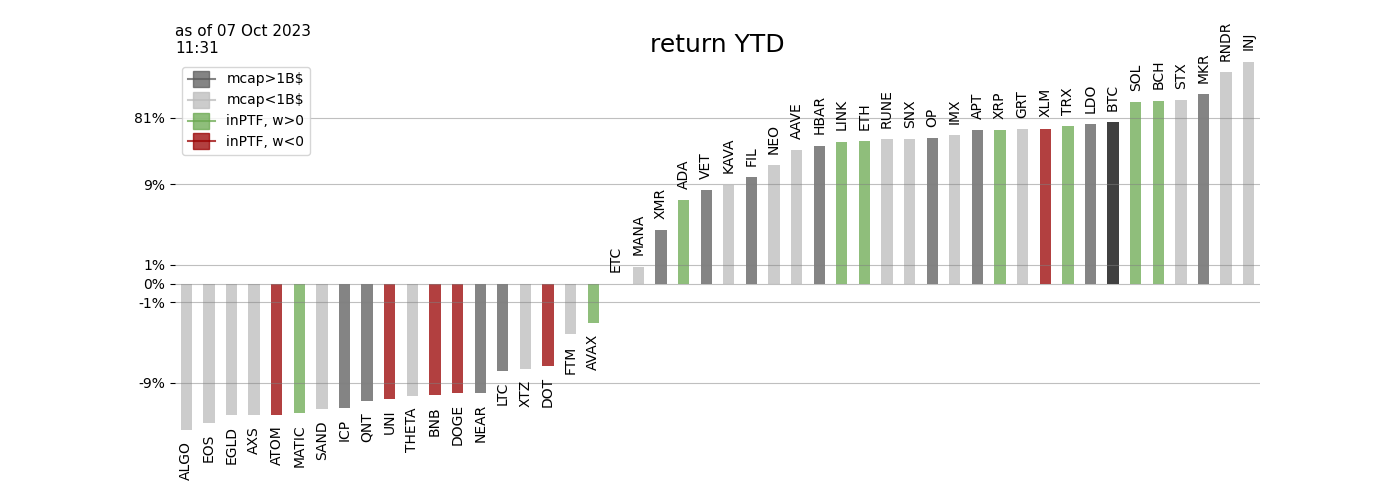 as of 07 Oct 2023
11:31
return YTD
mcap>1B$
mcap<1B$
inPTF, w>0
inPTF, w<0
81%
9%
1%
0%
-1%
-9%
ALGO
EOS
EGLD
AXS
ATOM
MATIC
SAND
ICP
QNT
UNI
THETA
BNB
DOGE
NEAR
LTC
XTZ
DOT
FTM
AVAX
ETC
MANA
XMR
ADA
VET
KAVA
FIL
NEO
AAVE
HBAR
LINK
ETH
RUNE
SNX
OP
IMX
APT
XRP
GRT
XLM
TRX
LDO
BTC
SOL
BCH
STX
MKR
RNDR
INJ